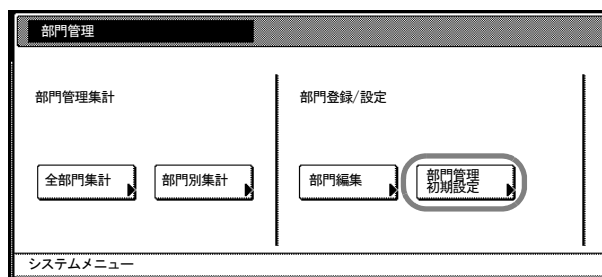 部門管理
部門管理集計
部門登録/設定
全部門集計
部門別集計
部門編集
部門管理
初期設定
システムメニュー